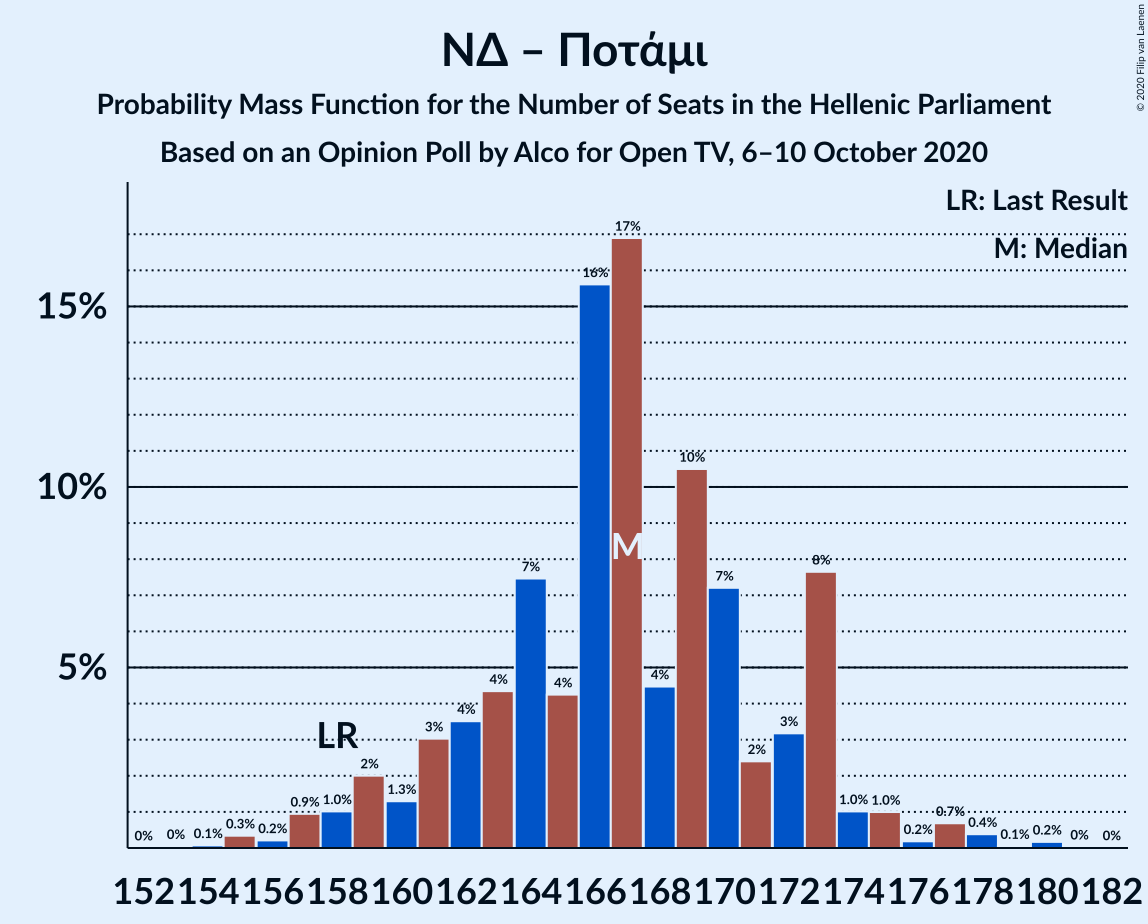 ΝΔ – Ποτάμι
Probability Mass Function for the Number of Seats in the Hellenic Parliament
Based on an Opinion Poll by Alco for Open TV, 6–10 October 2020
© 2020 Filip van Laenen
LR: Last Result
M: Median
15%
10%
5%
0% 0% 0.1% 0.3% 0.2% 0.9% 1.0% 2% 1.3% 3% 4% 4% 7% 4% 16% 17% 4% 10% 7% 2% 3% 8% 1.0% 1.0% 0.2% 0.7% 0.4% 0.1% 0.2% 0% 0%
LR
M
152 154 156 158 160 162 164 166 168 170 172 174 176 178 180 182